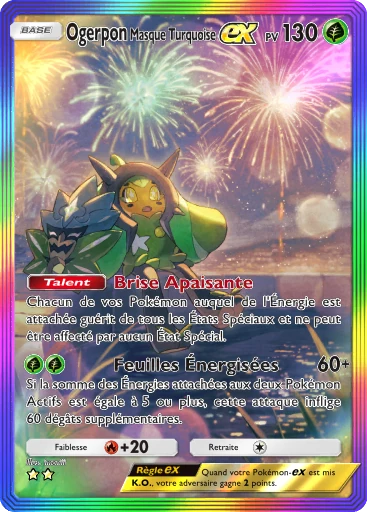 BASE Ogerpon Masque Turquoise ex PV 130
Talent Brise Apaisante
Chacun de vos Pokémon auquel de l'Énergie est
attachée guérit de tous les États Spéciaux et ne peut
être affecté par aucun État Spécial.
Feuilles Énergisées 60+
Si la somme des Énergies attachées aux deux Pokémon
Actifs est égale à 5 ou plus, cette attaque inflige
60 dégâts supplémentaires.
Faiblesse +20 Retraite
Règle ex Quand votre Pokémon-ex est mis
K.O., votre adversaire gagne 2 points.